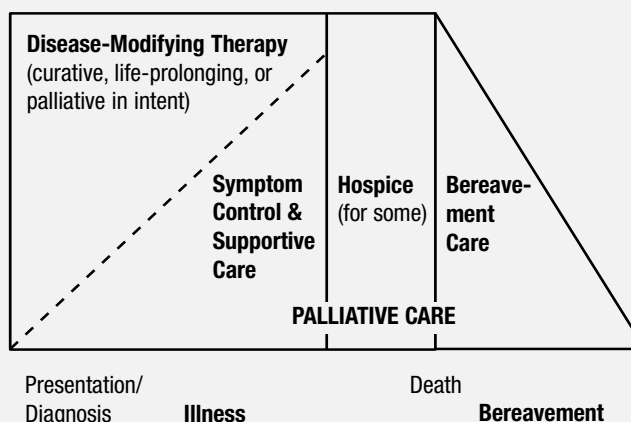 Disease-Modifying Therapy
(curative, life-prolonging, or
palliative in intent)
Symptom
Control &
Supportive
Care
Hospice
(for some)
Bereave-
ment
Care
PALLIATIVE CARE
Presentation/
Diagnosis
Illness
Death
Bereavement